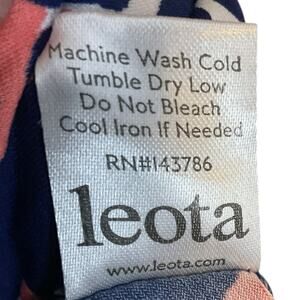 Machine Wash Cold
Tumble Dry Low
Do Not Bleach
Cool Iron If Needed
RN#143786
leota
www.leota.com